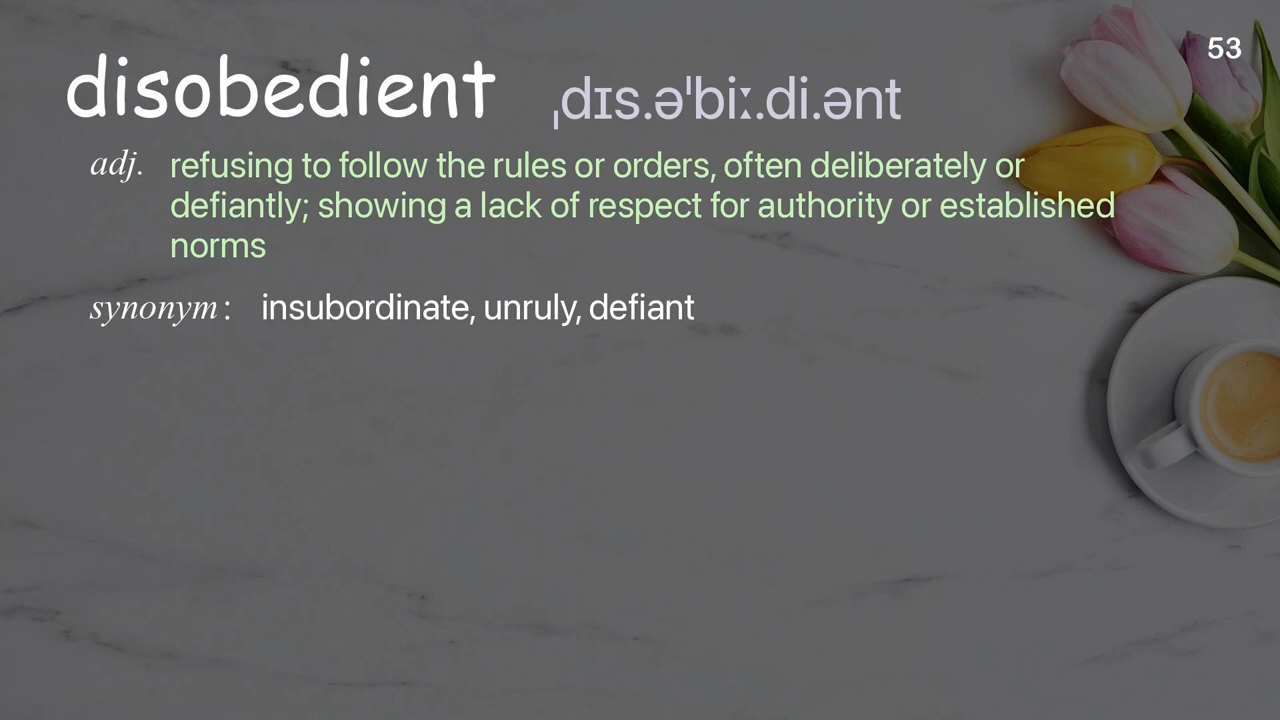 53
disobedient ˌdɪs.əˈbiː.di.ənt
adj. refusing to follow the rules or orders, often deliberately or
defiantly; showing a lack of respect for authority or established
norms
synonym: insubordinate, unruly, defiant